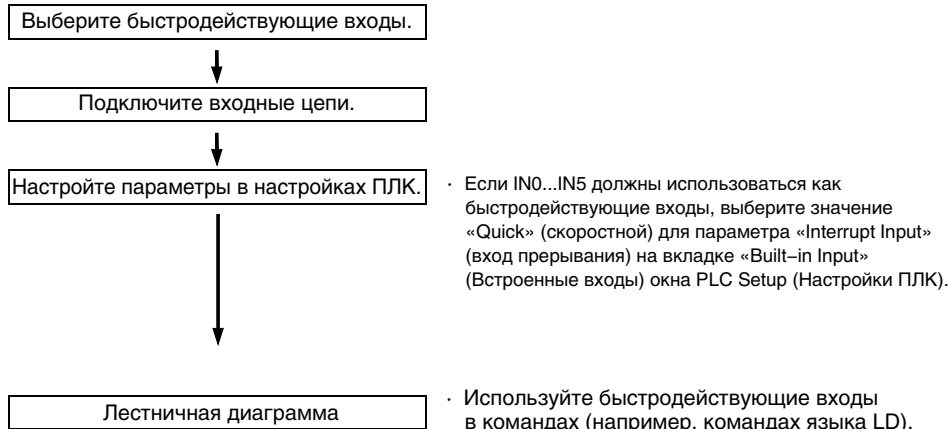 Выберите быстродействующие входы.
Подключите входные цепи.
Настройте параметры в настройках ПЛК.
· Если IN0...IN5 должны использоваться как
быстродействующие входы, выберите значение
«Quick» (скоростной) для параметра «Interrupt Input»
(вход прерывания) на вкладке «Built–in Input»
(Встроенные входы) окна PLC Setup (Настройки ПЛК).
Лестничная диаграмма
· Используйте быстродействующие входы
в командах (например, командах языка LD).